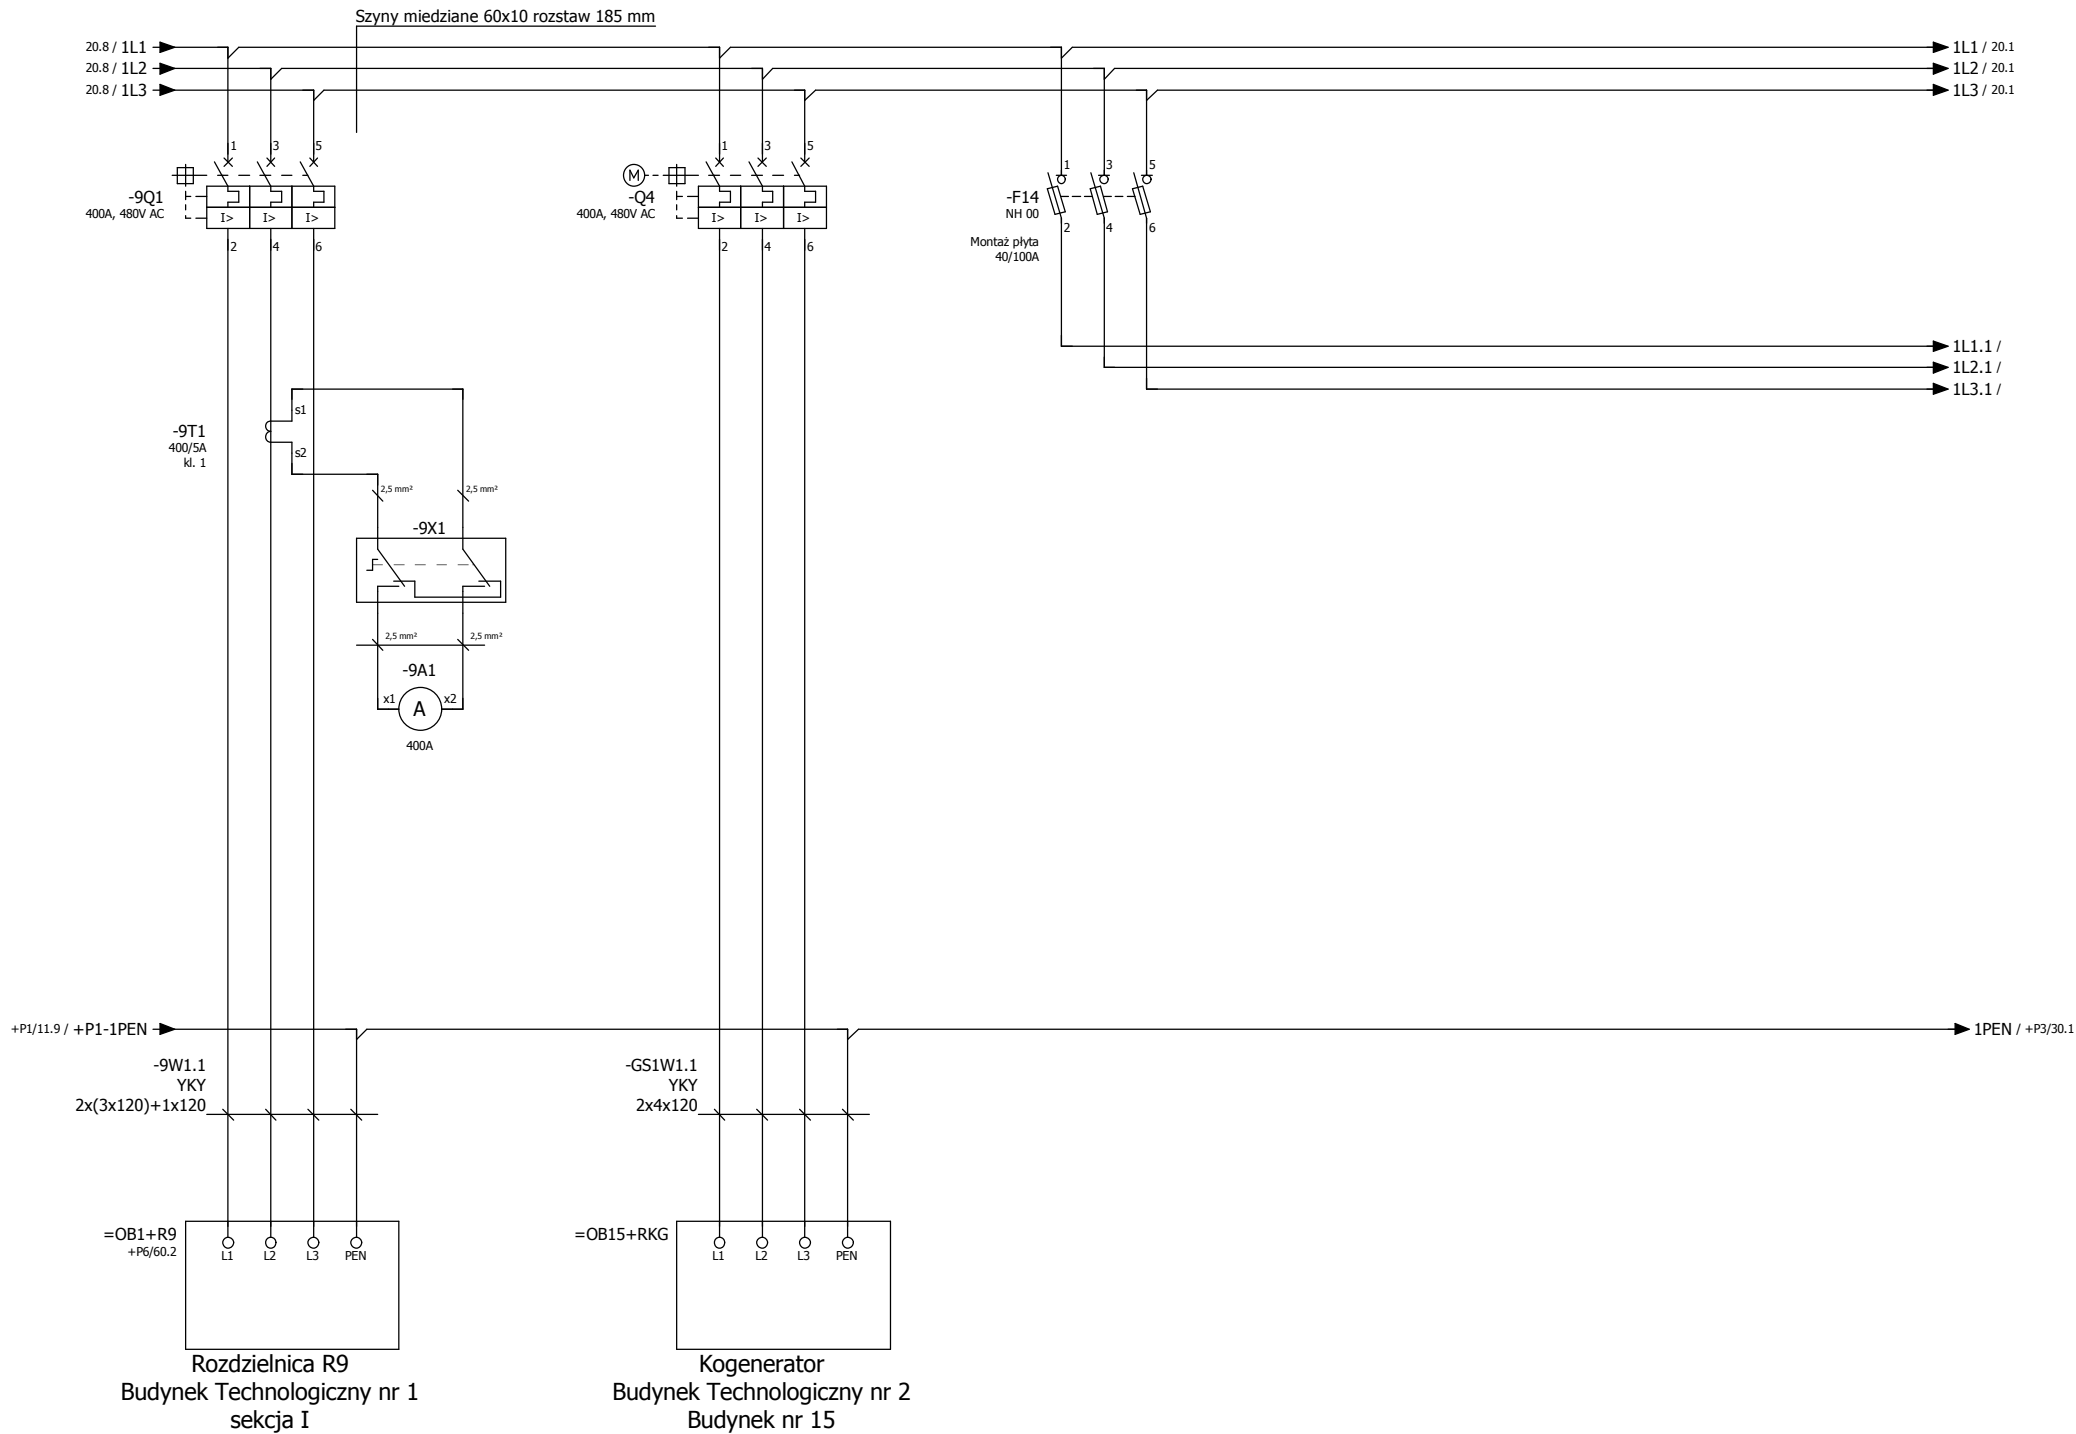 Szyny miedziane 60x10 rozstaw 185 mm
20.8 / 1L1
20.8 / 1L2
20.8 / 1L3
1L1 / 20.1
1L2 / 20.1
1L3 / 20.1
1 3 5
-9Q1
400A, 480V AC
I> I> I>
2 4 6
1 3 5
M
-Q4
400A, 480V AC
I> I> I>
2 4 6
1 3 5
-F14
NH 00
2 4 6
Montaż płyta
40/100A
1L1.1 /
1L2.1 /
1L3.1 /
s1
-9T1
400/5A
kl. 1
s2
2,5 mm² 2,5 mm²
-9X1
2,5 mm² 2,5 mm²
-9A1
x1 A x2
400A
+P1/11.9 / +P1-1PEN
1PEN / +P3/30.1
-9W1.1
YKY
2x(3x120)+1x120
-GS1W1.1
YKY
2x4x120
=OB1+R9
+P6/60.2
L1 L2 L3 PEN
=OB15+RKG
L1 L2 L3 PEN
Rozdzielnica R9
Budynek Technologiczny nr 1
sekcja I
Kogenerator
Budynek Technologiczny nr 2
Budynek nr 15